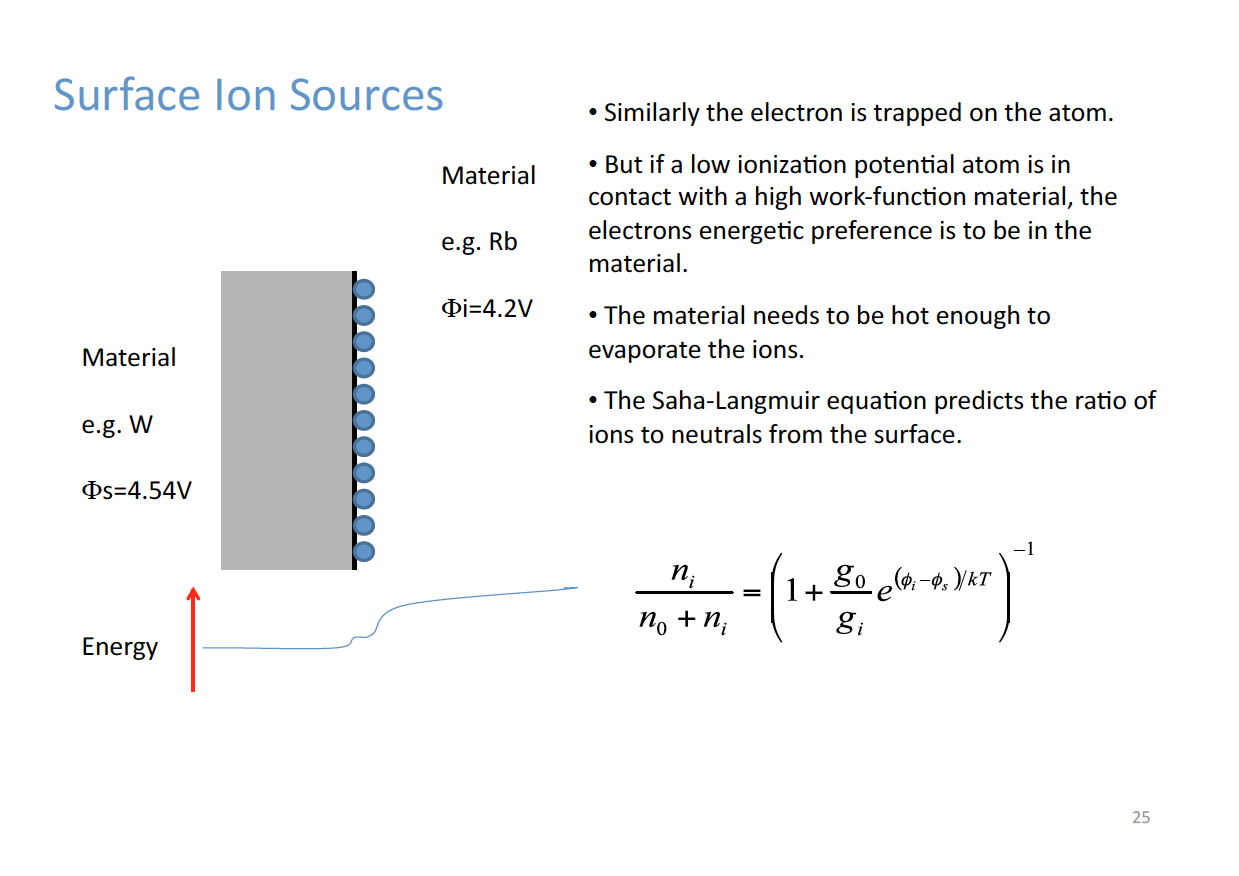 Surface Ion Sources
• Similarly the electron is trapped on the atom.
• But if a low ionization potential atom is in
contact with a high work-function material, the
electrons energetic preference is to be in the
material.
• The material needs to be hot enough to
evaporate the ions.
• The Saha-Langmuir equation predicts the ratio of
ions to neutrals from the surface.
Material
e.g. Rb
Φi=4.2V
Material
e.g. W
Φs=4.54V
Energy
n_i / (n_0 + n_i) = (1 + g_0/g_i e^{(ϕ_i−ϕ_s)/kT})^{−1}
25